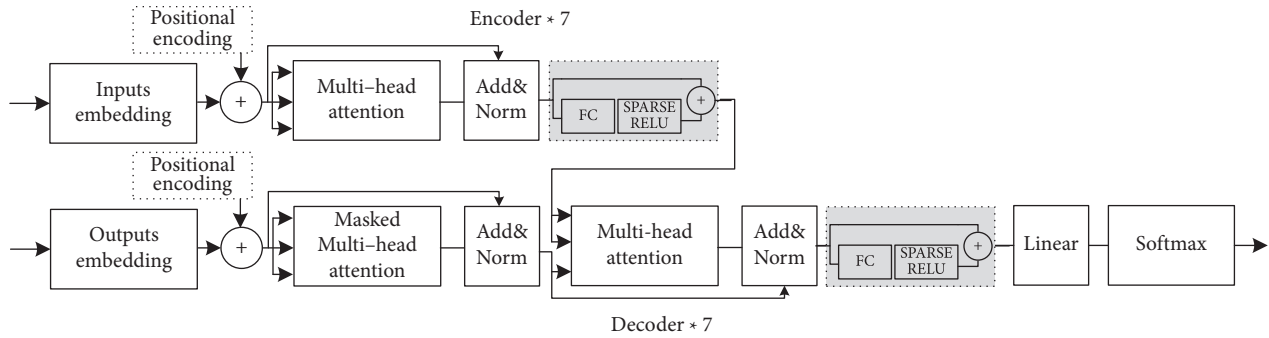 Positional
encoding
Encoder * 7
Inputs
embedding
+
Multi–head
attention
Add&
Norm
FC
SPARSE
RELU
+
Positional
encoding
Outputs
embedding
+
Masked
Multi–head
attention
Add&
Norm
Multi-head
attention
Add&
Norm
FC
SPARSE
RELU
+
Linear
Softmax
Decoder * 7